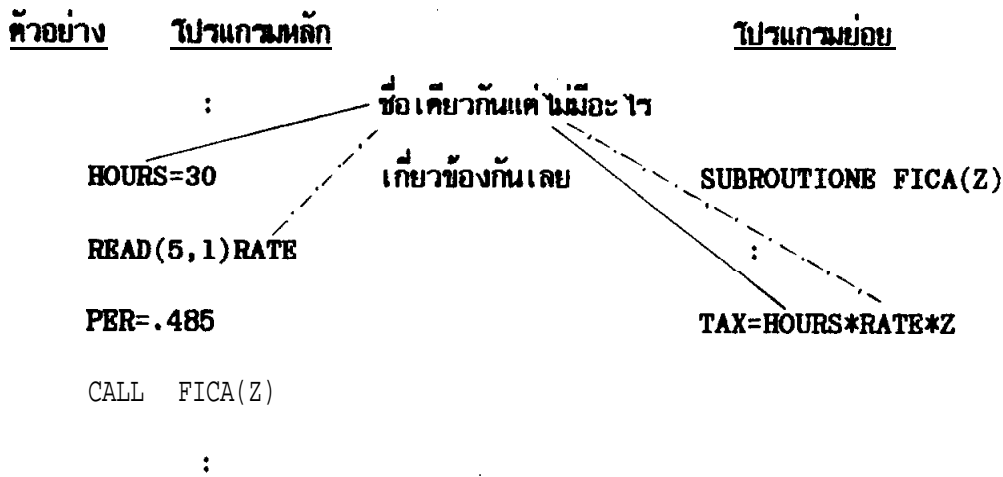 ตัวอย่าง โปรแกรมหลัก โปรแกรมย่อย
: ชื่อเดียวกันแต่ไม่มีอะไร
HOURS=30 เกี่ยวข้องกันเลย SUBROUTIONE FICA(Z)
READ(5,1)RATE :
PER=.485 TAX=HOURS*RATE*Z
CALL FICA(Z)
: